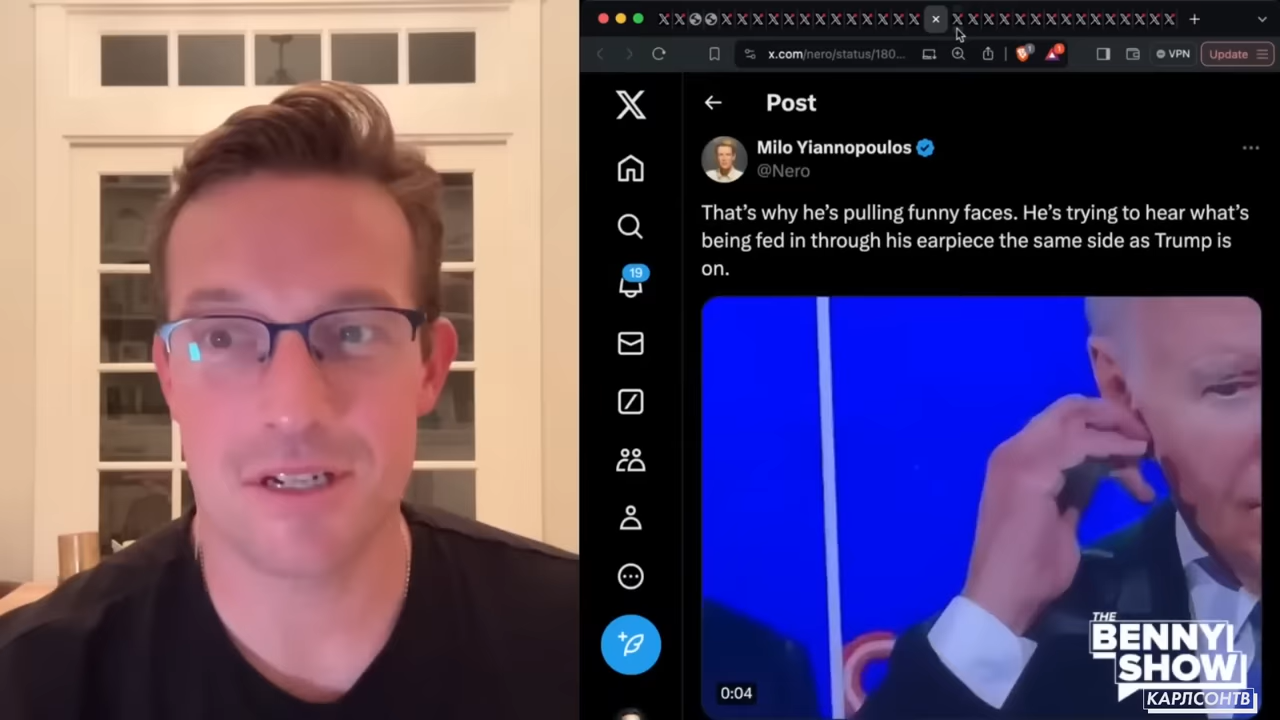 x.com/nero/status/180...
VPN
Update
Post
Milo Yiannopoulos
@Nero
That's why he's pulling funny faces. He's trying to hear what's
being fed in through his earpiece the same side as Trump is
on.
19
1
1
0:04
THE
BENNY
SHOW
КАРЛСОНТВ